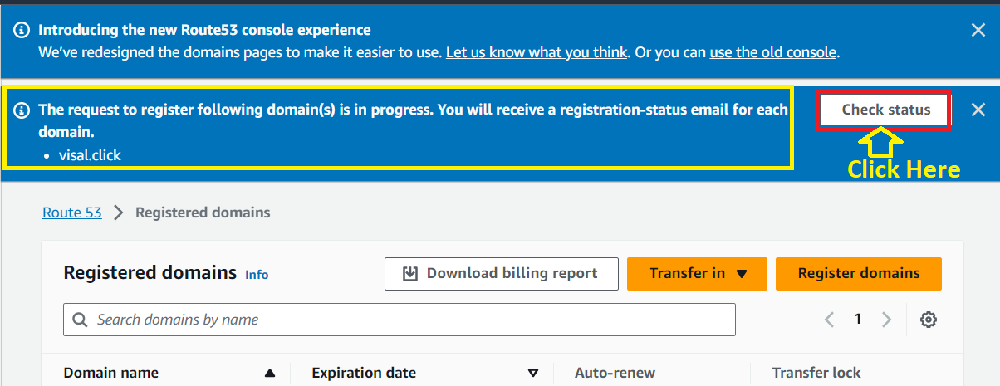 Introducing the new Route53 console experience
We've redesigned the domains pages to make it easier to use. Let us know what you think. Or you can use the old console.
The request to register following domain(s) is in progress. You will receive a registration-status email for each
domain.
• visal.click
Check status
Click Here
Route 53 > Registered domains
Registered domains Info
Download billing report
Transfer in ▼
Register domains
Search domains by name
1
Domain name ▲ Expiration date ▽ Auto-renew Transfer lock